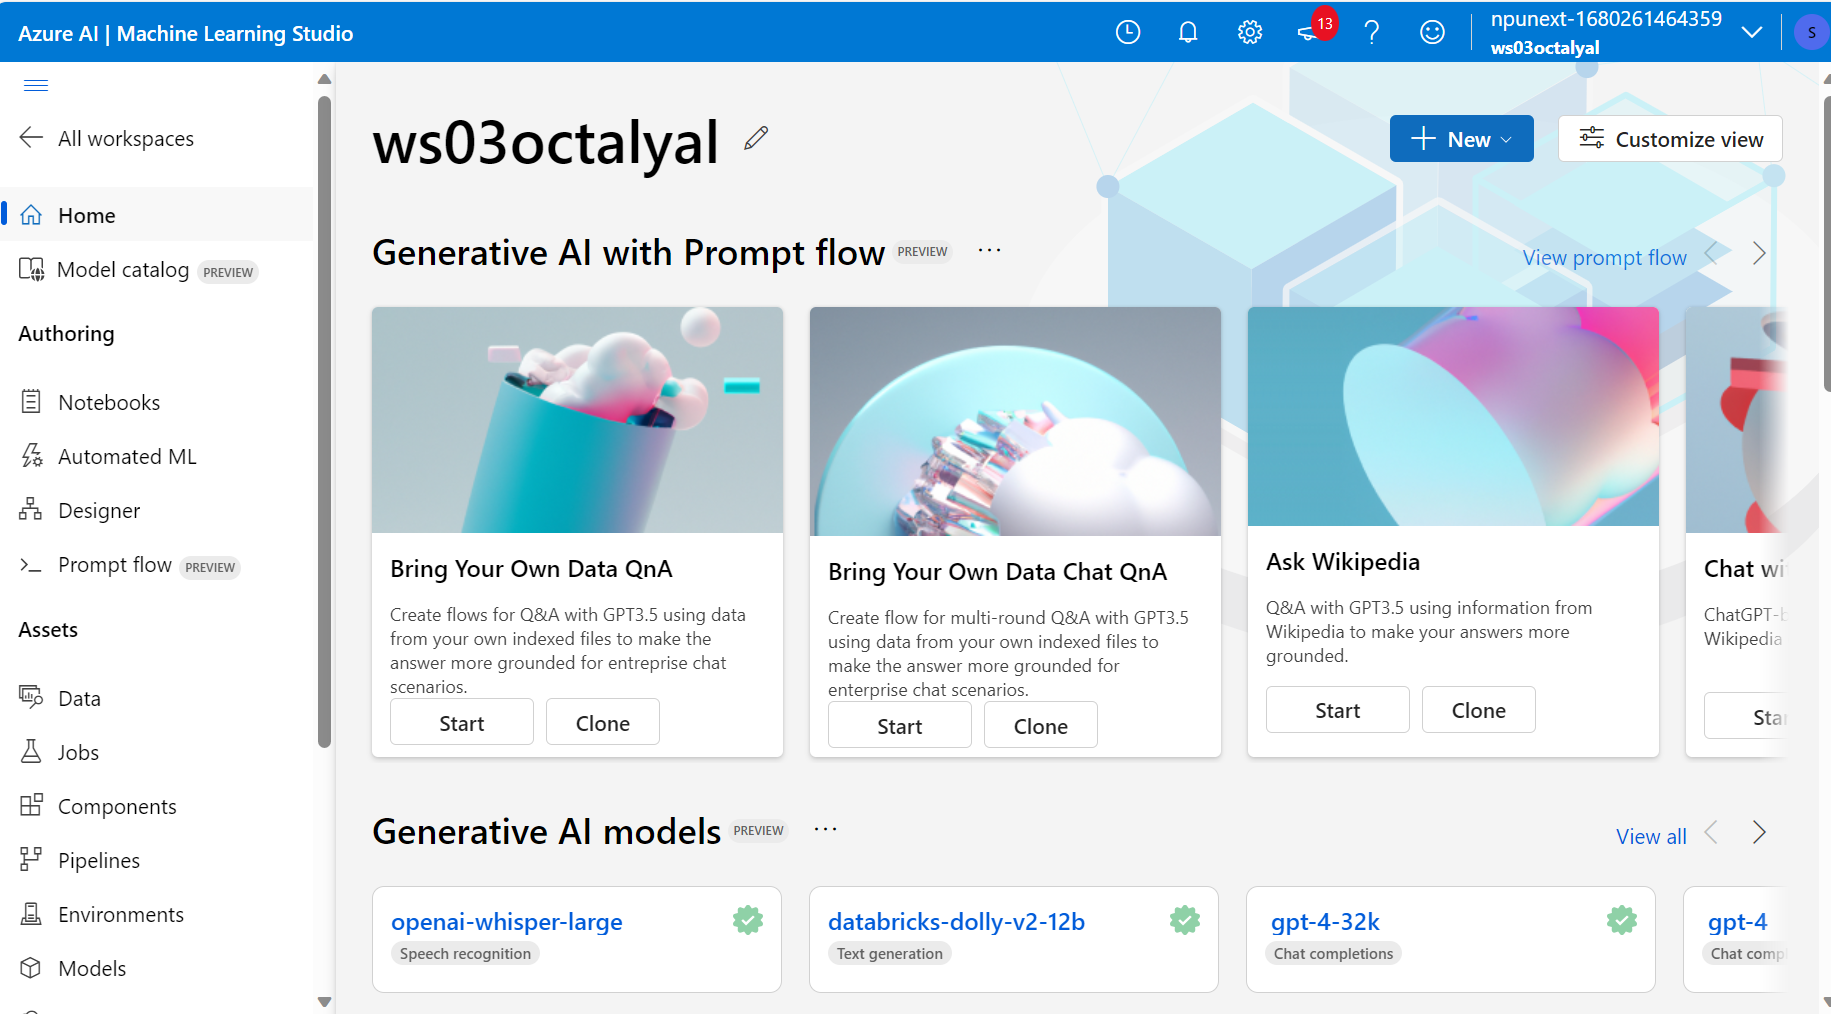 Azure AI | Machine Learning Studio
13
npunext-1680261464359
ws03octalyal
S
All workspaces
Home
Model catalog PREVIEW
Authoring
Notebooks
Automated ML
Designer
Prompt flow PREVIEW
Assets
Data
Jobs
Components
Pipelines
Environments
Models
ws03octalyal
New
Customize view
Generative AI with Prompt flow PREVIEW ...
View prompt flow
Bring Your Own Data QnA
Create flows for Q&A with GPT3.5 using data
from your own indexed files to make the
answer more grounded for entreprise chat
scenarios.
Start Clone
Bring Your Own Data Chat QnA
Create flow for multi-round Q&A with GPT3.5
using data from your own indexed files to
make the answer more grounded for
enterprise chat scenarios.
Start Clone
Ask Wikipedia
Q&A with GPT3.5 using information from
Wikipedia to make your answers more
grounded.
Start Clone
Chat wi
ChatGPT-b
Wikipedia
Star
Generative AI models PREVIEW ...
View all
openai-whisper-large
Speech recognition
databricks-dolly-v2-12b
Text generation
gpt-4-32k
Chat completions
gpt-4
Chat comp